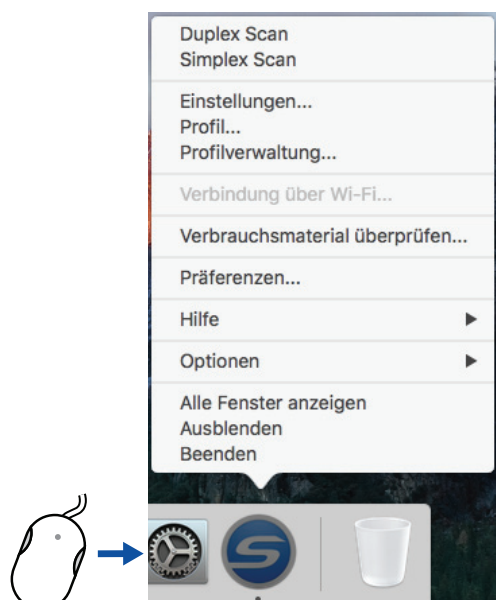 Duplex Scan
Simplex Scan
Einstellungen...
Profil...
Profilverwaltung...
Verbindung über Wi-Fi...
Verbrauchsmaterial überprüfen...
Präferenzen...
Hilfe
Optionen
Alle Fenster anzeigen
Ausblenden
Beenden
S